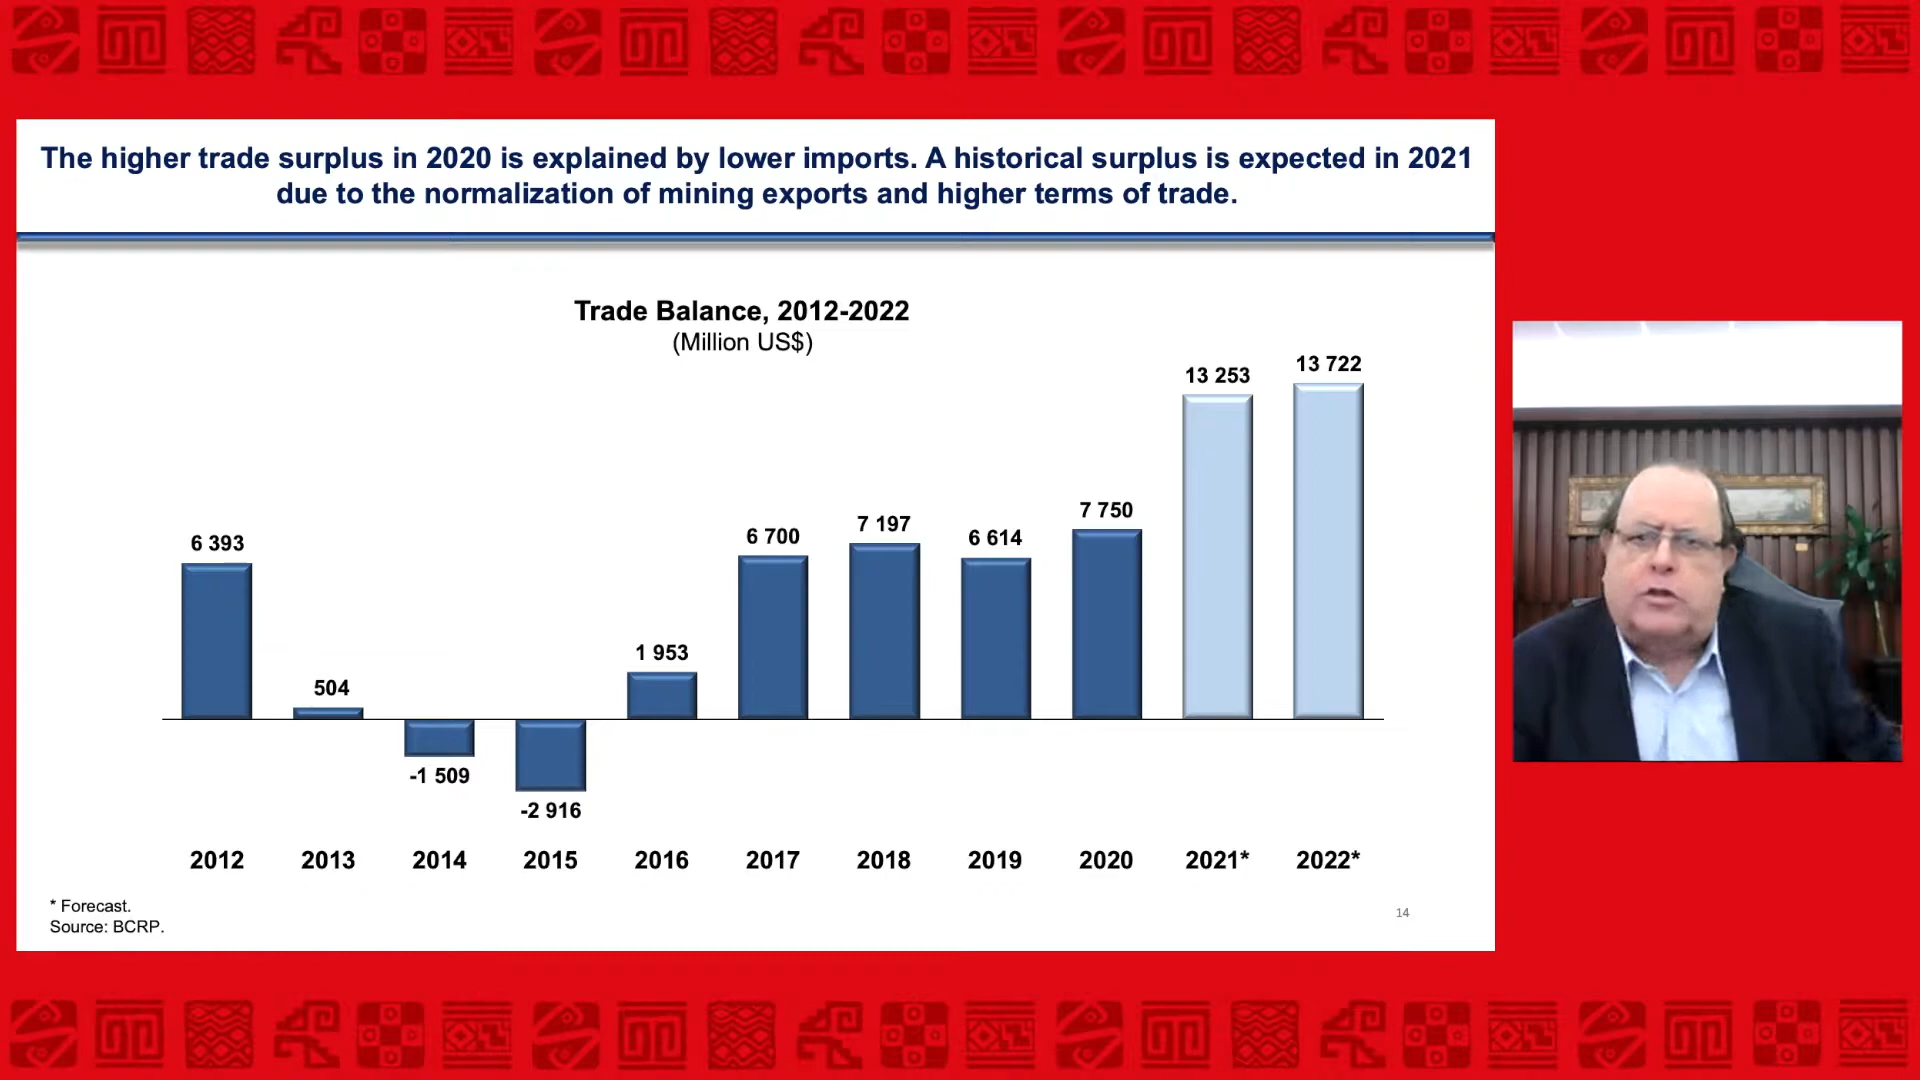 The higher trade surplus in 2020 is explained by lower imports. A historical surplus is expected in 2021
due to the normalization of mining exports and higher terms of trade.
Trade Balance, 2012-2022
(Million US$)
6 393
504
-1 509
-2 916
1 953
6 700
7 197
6 614
7 750
13 253
13 722
2012 2013 2014 2015 2016 2017 2018 2019 2020 2021* 2022*
* Forecast.
Source: BCRP.
14